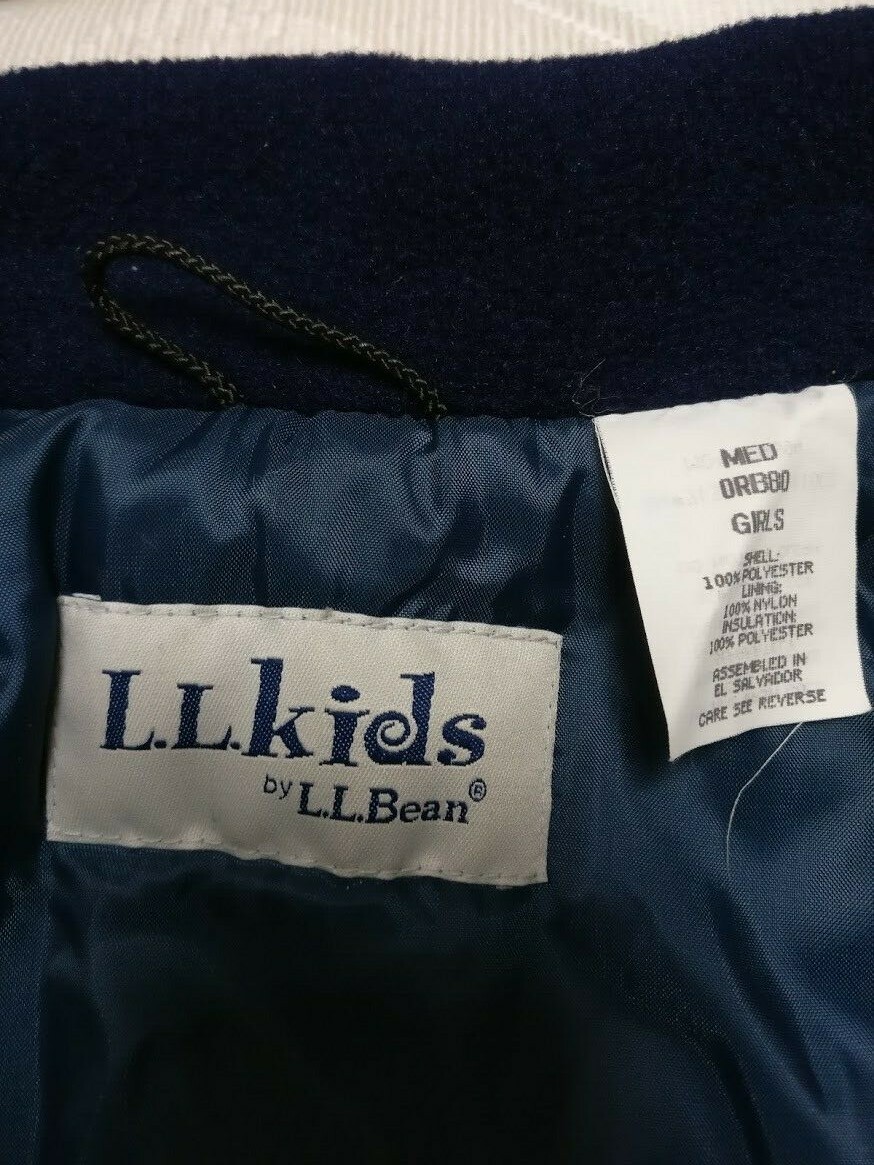 MED
0RB80
GIRLS
SHELL:
100% POLYESTER
LINING:
100% NYLON
INSULATION:
100% POLYESTER
ASSEMBLED IN
EL SALVADOR
CARE SEE REVERSE
L.L.kids
by L.L.Bean®